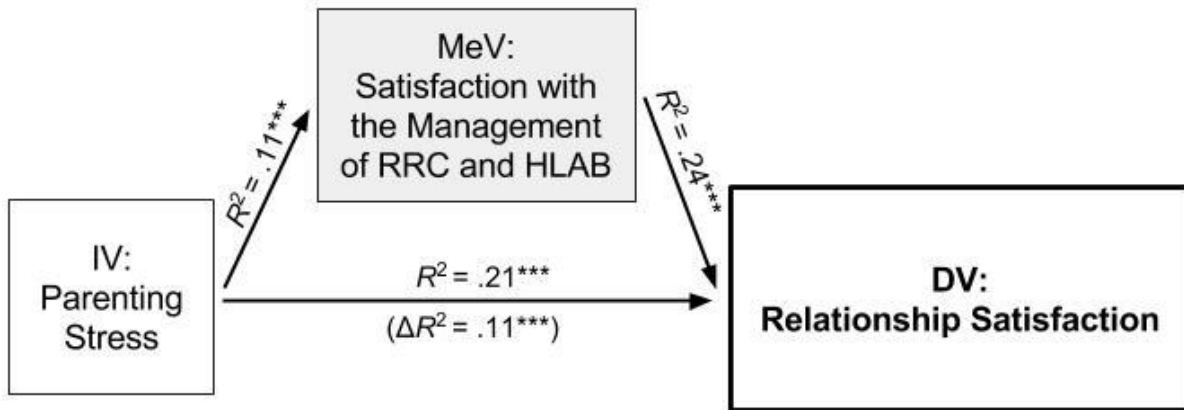 MeV:
Satisfaction with
the Management
of RRC and HLAB
R² = .11***
R² = .24***
IV:
Parenting
Stress
R² = .21***
(ΔR² = .11***)
DV:
Relationship Satisfaction